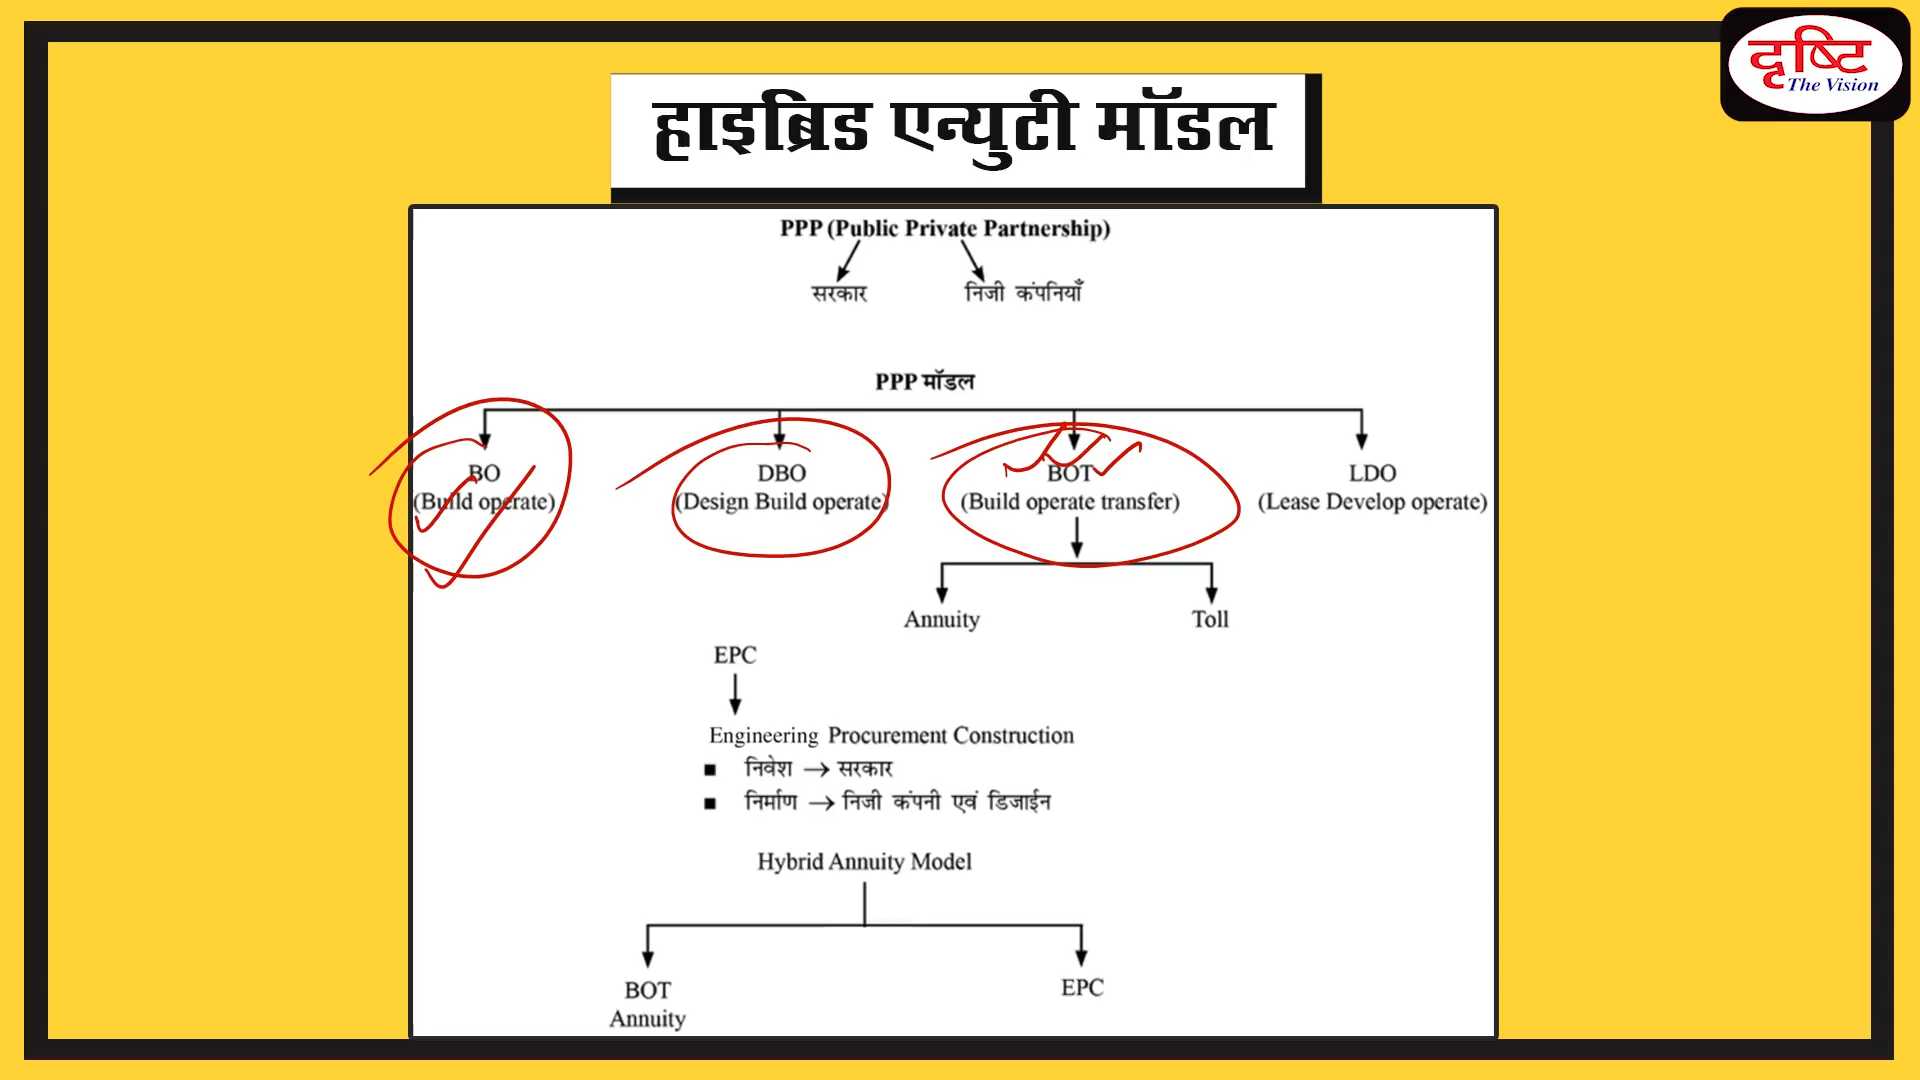 दृष्टि
The Vision
हाइब्रिड एन्युटी मॉडल
PPP (Public Private Partnership)
सरकार निजी कंपनियाँ
PPP मॉडल
BO DBO BOT LDO
(Build operate) (Design Build operate) (Build operate transfer) (Lease Develop operate)
Annuity Toll
EPC
Engineering Procurement Construction
■ निवेश → सरकार
■ निर्माण → निजी कंपनी एवं डिजाईन
Hybrid Annuity Model
BOT EPC
Annuity